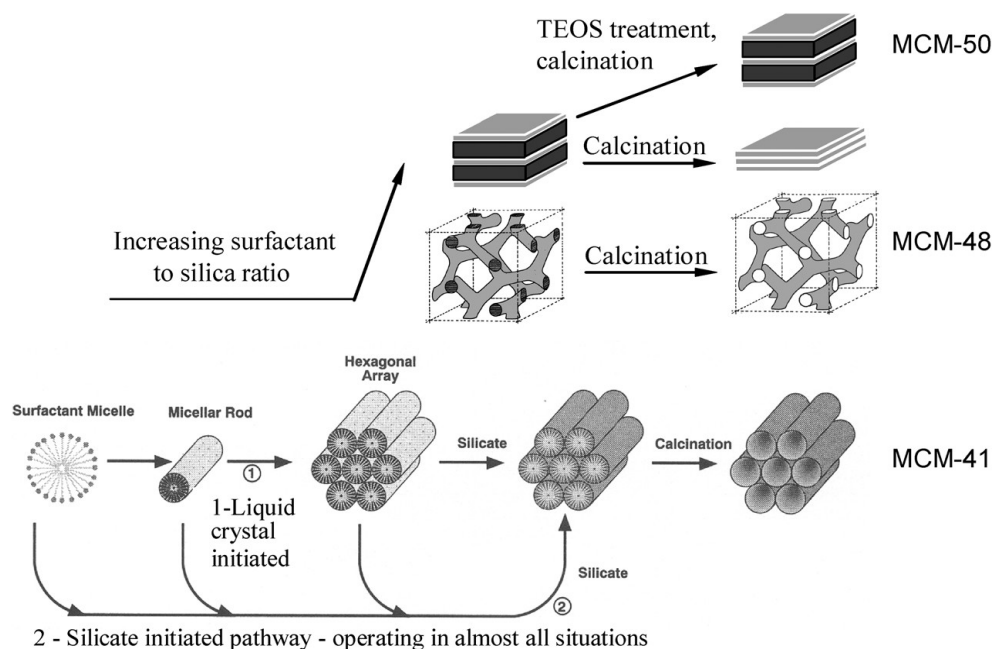 TEOS treatment,
calcination
MCM-50
Calcination
Increasing surfactant
to silica ratio
Calcination
MCM-48
Hexagonal
Array
Surfactant Micelle
Micellar Rod
Silicate
Calcination
MCM-41
①
1-Liquid
crystal
initiated
Silicate
②
2 - Silicate initiated pathway - operating in almost all situations